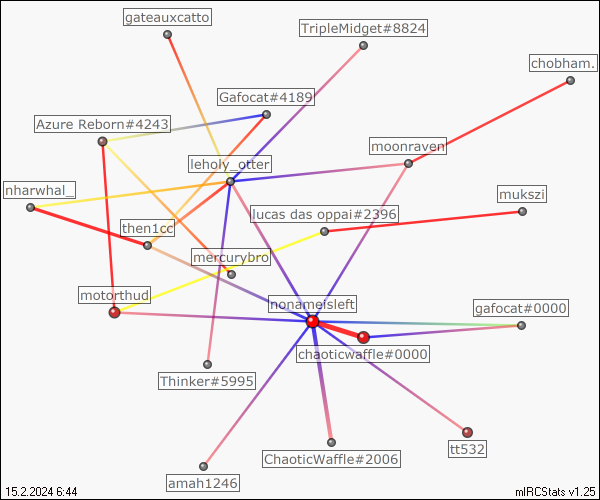 gateauxcatto
TripleMidget#8824
chobham.
Gafocat#4189
Azure Reborn#4243
moonraven
leholy_otter
nharwhal_
mukszi
lucas das oppai#2396
then1cc
mercurybro
motorthud
nonameisleft
gafocat#0000
chaoticwaffle#0000
Thinker#5995
tt532
ChaoticWaffle#2006
amah1246
15.2.2024 6:44
mIRCStats v1.25